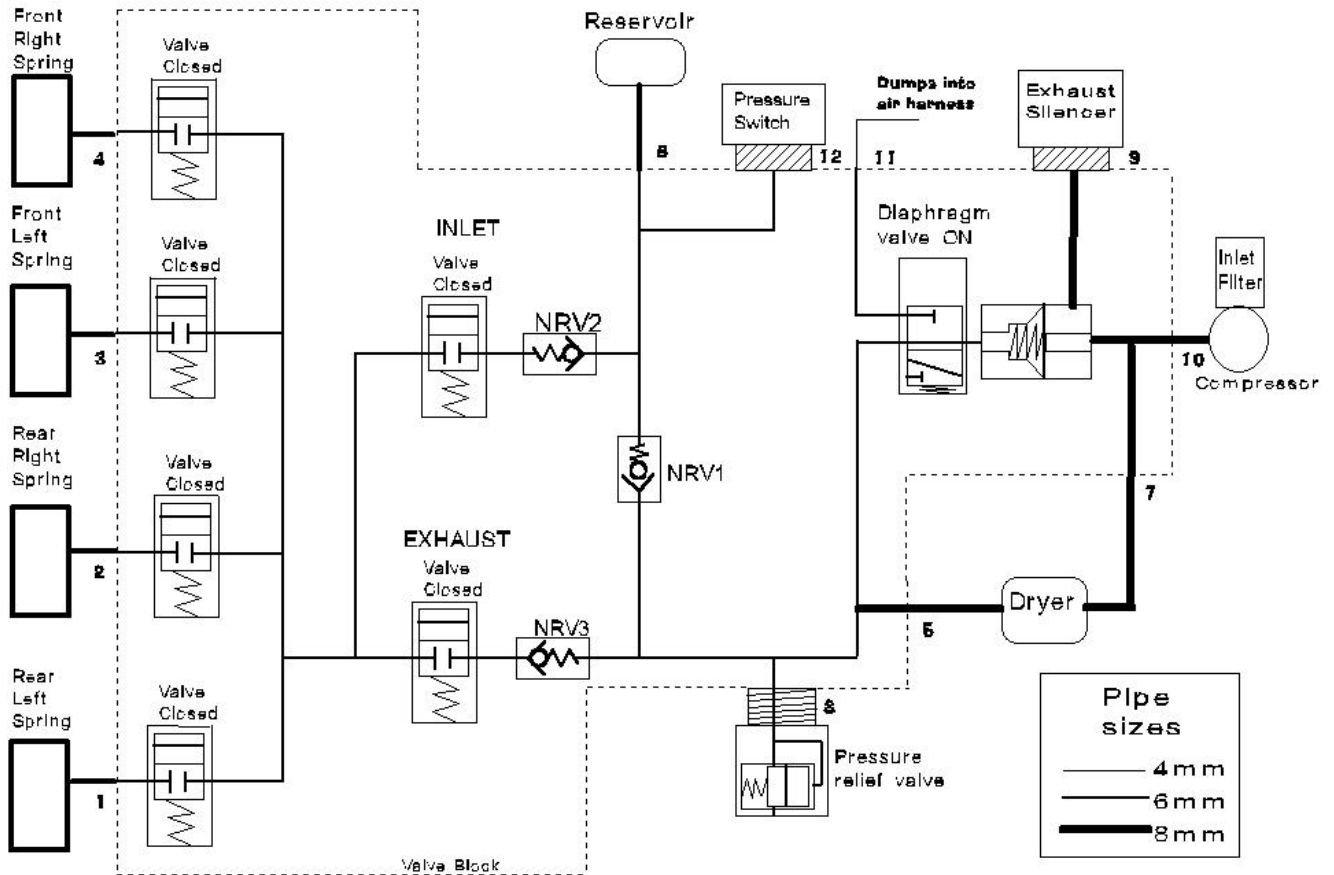 Front
Right
Spring
Valve
Closed
4
Front
Left
Spring
Valve
Closed
3
Rear
Right
Spring
Valve
Closed
2
Rear
Left
Spring
Valve
Closed
1
Valve Block
INLET
Valve
Closed
NRV2
EXHAUST
Valve
Closed
NRV3
NRV1
Reservoir
6
Pressure
Switch
12
Dumps into
air harness
11
Exhaust
Silencer
9
Diaphragm
valve ON
Inlet
Filter
10
Compressor
7
Dryer
5
8
Pressure
relief valve
Pipe
sizes
4mm
6mm
8mm